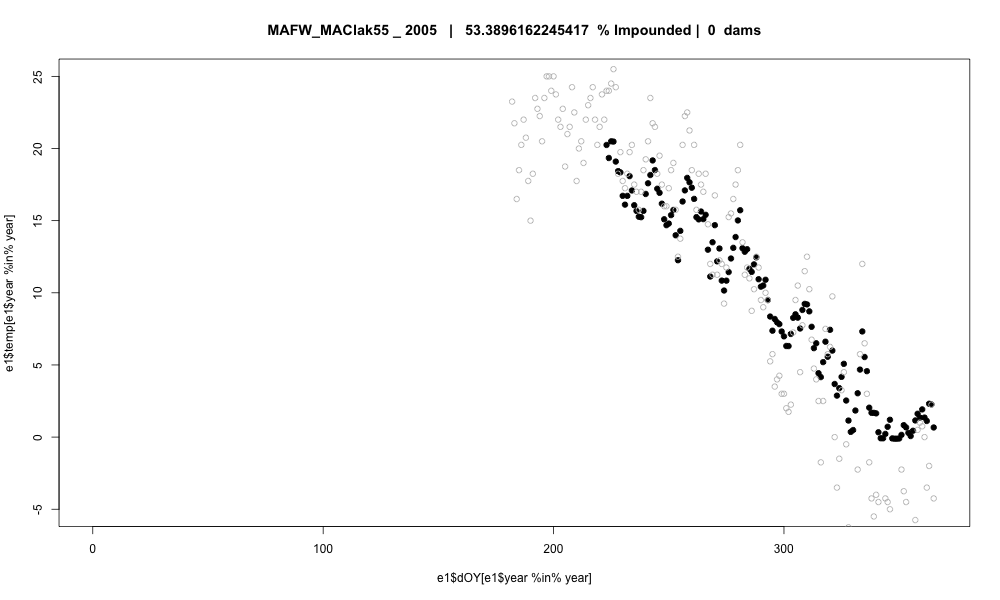 MAFW_MAClak55 _ 2005 | 53.3896162245417 % Impounded | 0 dams
e1$temp[e1$year %in% year]
25
20
15
10
5
0
-5
0 100 200 300
e1$dOY[e1$year %in% year]